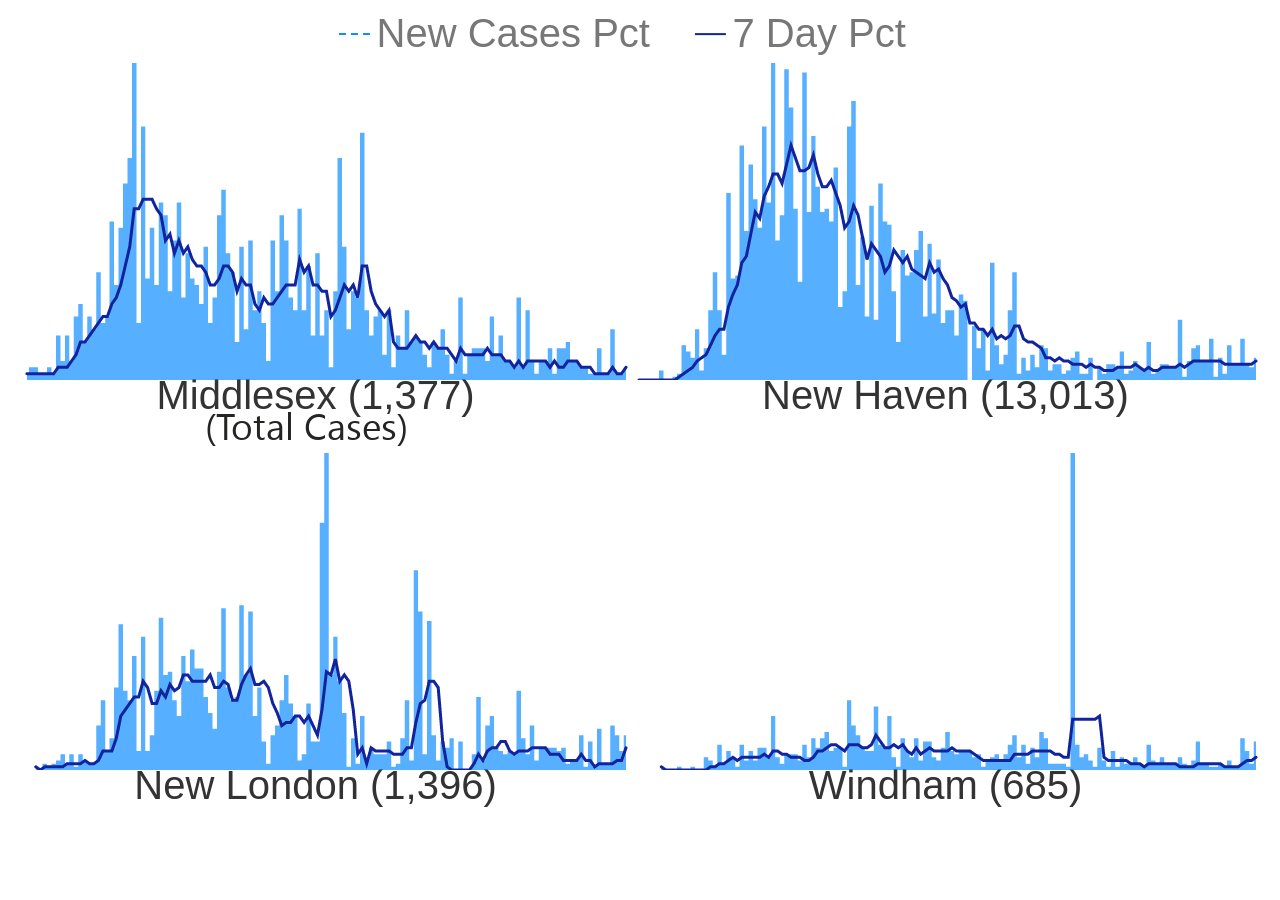 New Cases Pct 7 Day Pct
Middlesex (1,377) New Haven (13,013)
(Total Cases)
New London (1,396) Windham (685)